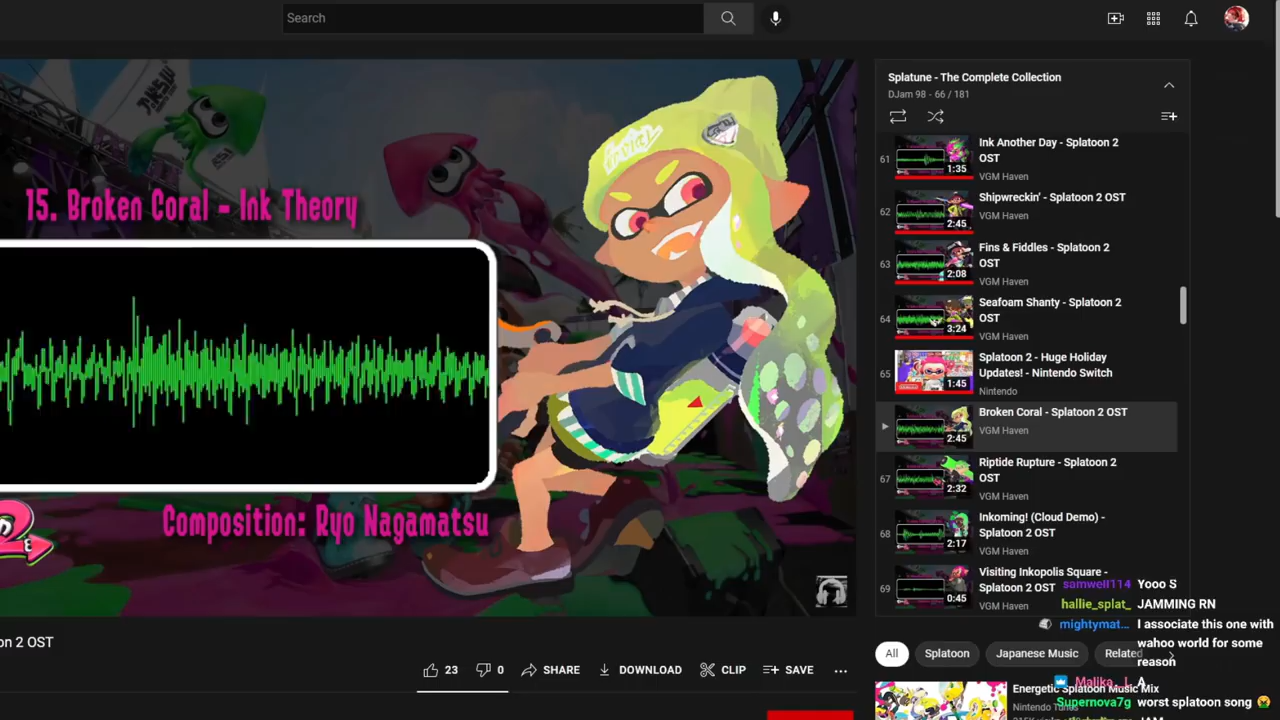 Search
15. Broken Coral - Ink Theory
Composition: Ryo Nagamatsu
2
n 2 OST
23
0
SHARE
DOWNLOAD
CLIP
SAVE
Splatune - The Complete Collection
DJam 98 - 66 / 181
61
Ink Another Day - Splatoon 2
OST
1:35
VGM Haven
62
Shipwreckin' - Splatoon 2 OST
VGM Haven
2:45
63
Fins & Fiddles - Splatoon 2
OST
2:08
VGM Haven
64
Seafoam Shanty - Splatoon 2
OST
3:24
VGM Haven
65
Splatoon 2 - Huge Holiday
Updates! - Nintendo Switch
1:45
Nintendo
Broken Coral - Splatoon 2 OST
VGM Haven
2:45
67
Riptide Rupture - Splatoon 2
OST
2:32
VGM Haven
68
Inkoming! (Cloud Demo) -
Splatoon 2 OST
2:17
VGM Haven
69
Visiting Inkopolis Square -
Splatoon 2 OST
0:45
VGM Haven
samwell114 Yooo S
hallie_splat_ JAMMING RN
mightymat... I associate this one with
wahoo world for some
reason
All
Splatoon
Japanese Music
Related
A
Energetic Splatoon Music Mix
Nintendo Tunes
Supernova7g worst splatoon song